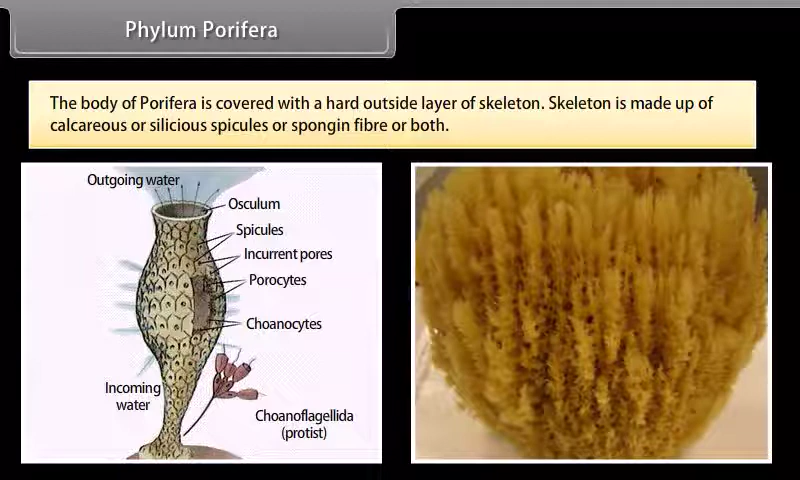 Phylum Porifera
The body of Porifera is covered with a hard outside layer of skeleton. Skeleton is made up of
calcareous or silicious spicules or spongin fibre or both.
Outgoing water
Osculum
Spicules
Incurrent pores
Porocytes
Choanocytes
Incoming
water
Choanoflagellida
(protist)